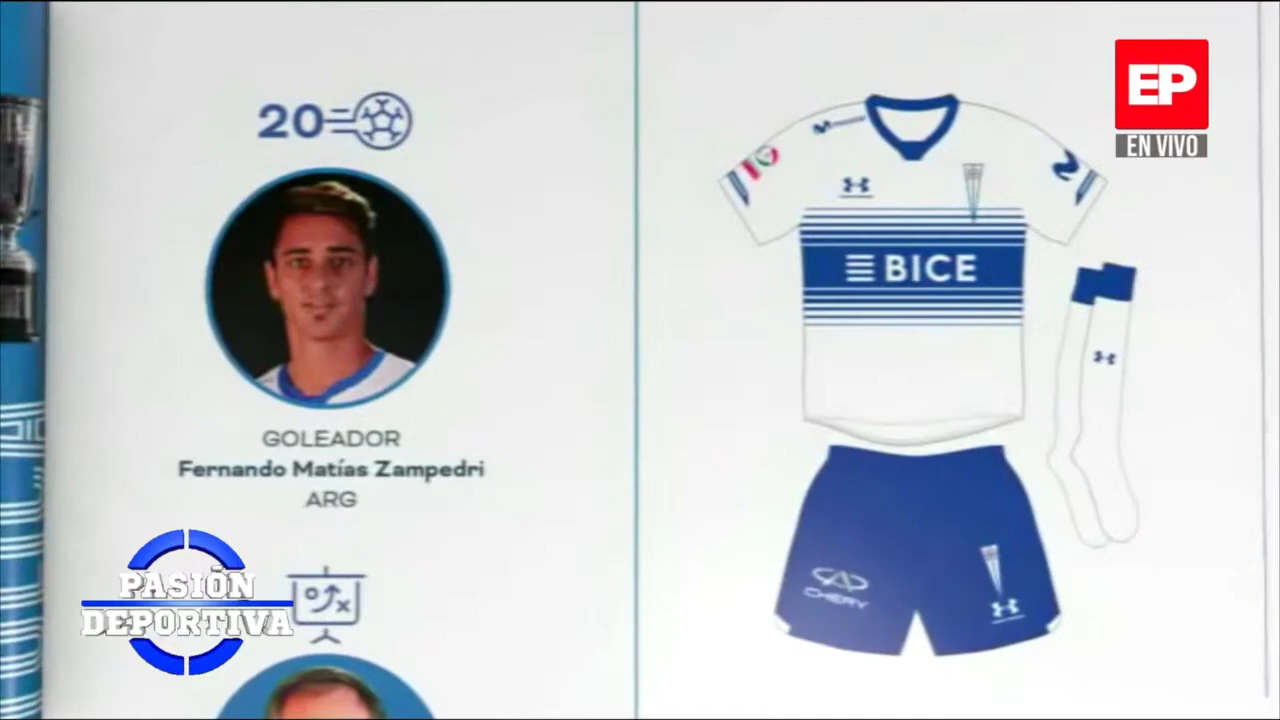 20
GOLEADOR
Fernando Matías Zampedri
ARG
BICE
CHERY
EP
EN VIVO
PASIÓN
DEPORTIVA